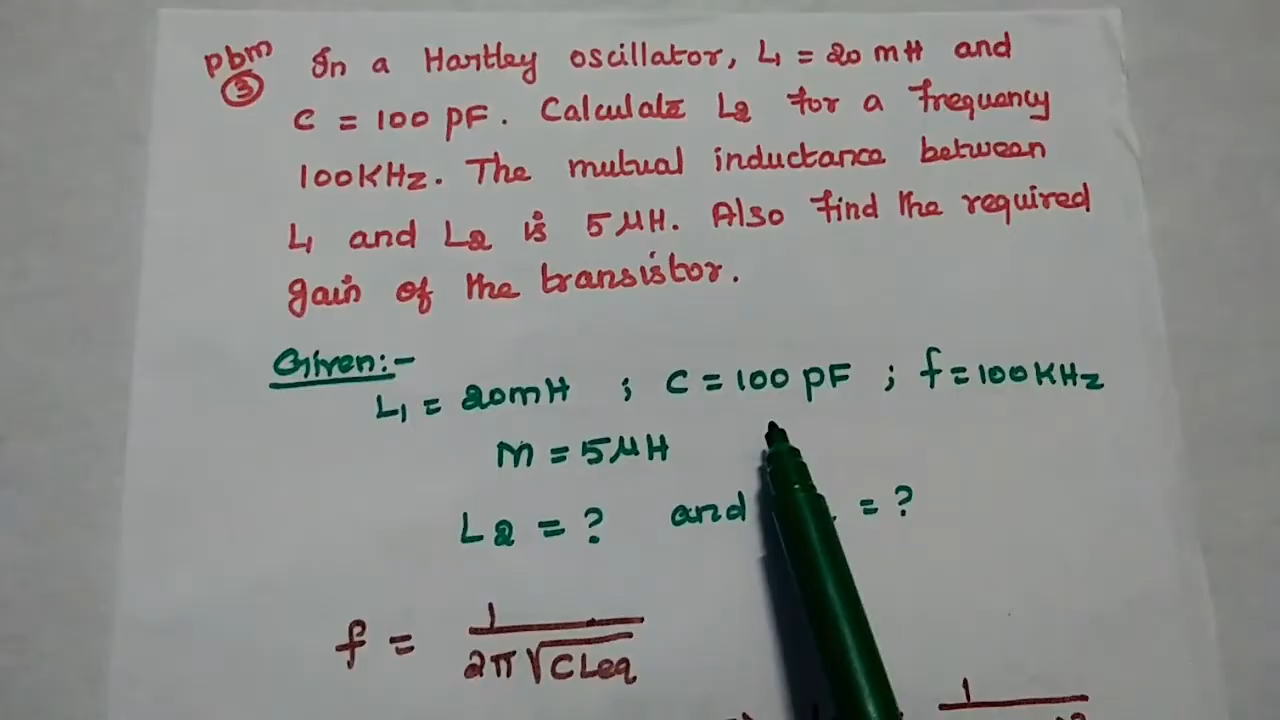 Pbm
③
In a Hartley oscillator, L1 = 20 mH and
C = 100 pF. Calculate L2 for a frequency
100KHz. The mutual inductance between
L1 and L2 is 5 μH. Also find the required
gain of the transistor.
Given:-
L1 = 20mH ; C = 100 pF ; f = 100KHz
M = 5μH
L2 = ? and = ?
f = 1 / 2π√CLeq
1